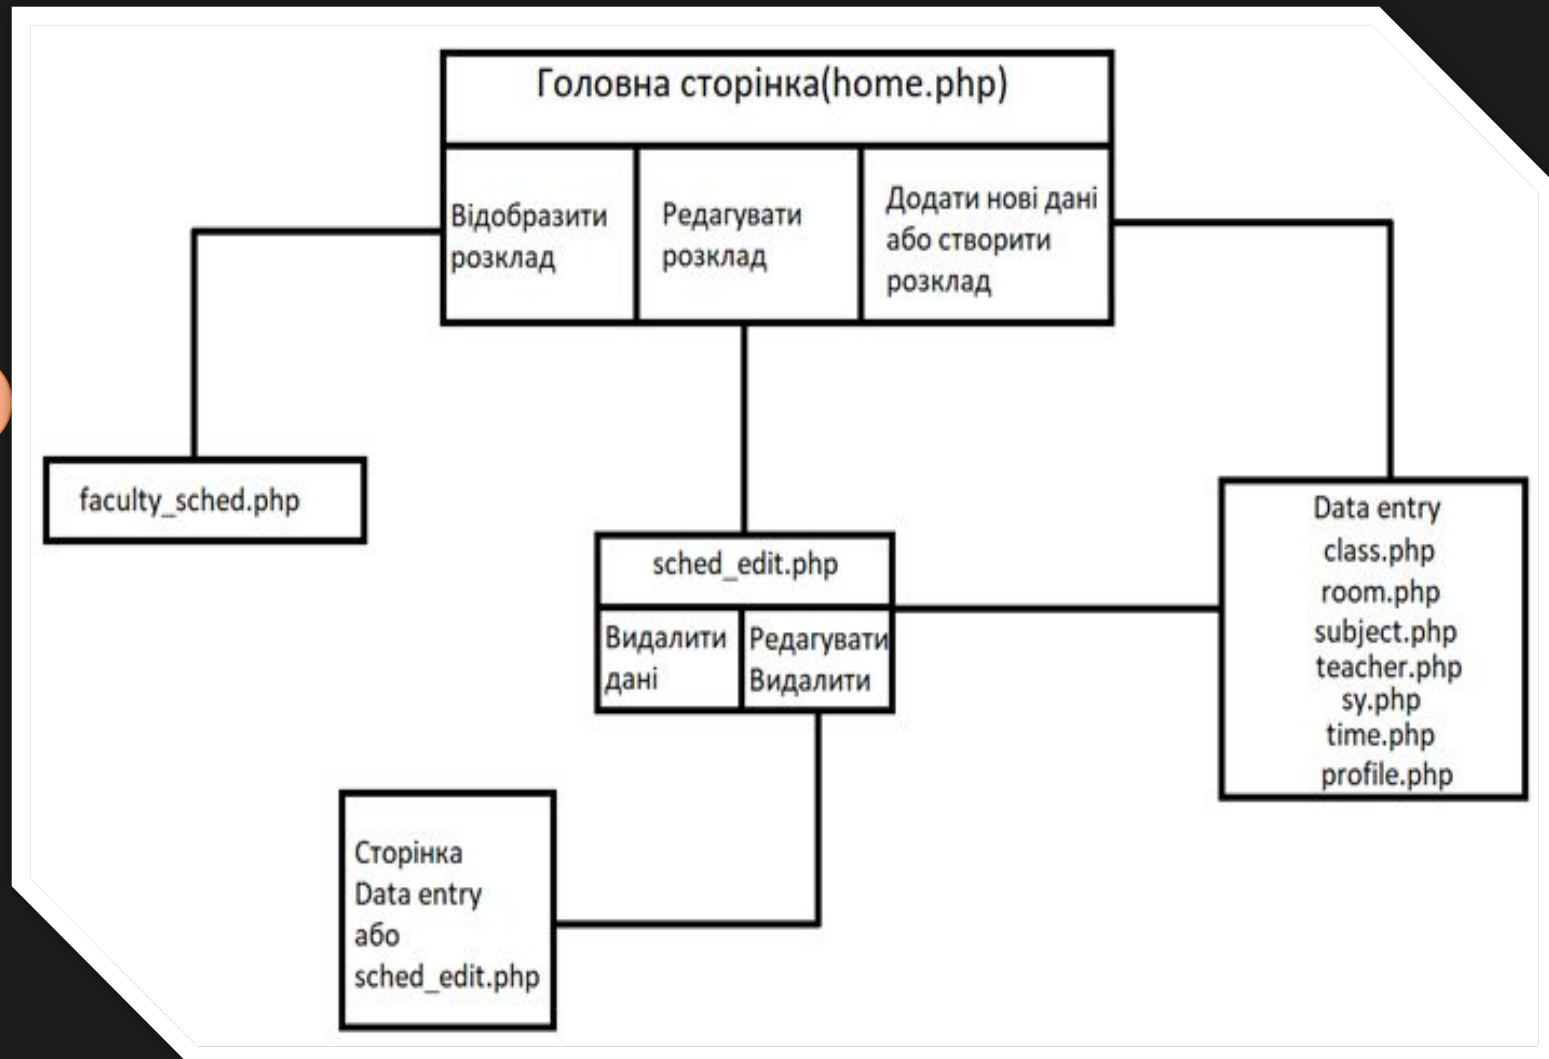 Головна сторінка(home.php)
Відобразити
розклад
Редагувати
розклад
Додати нові дані
або створити
розклад
faculty_sched.php
sched_edit.php
Видалити
дані
Редагувати
Видалити
Data entry
class.php
room.php
subject.php
teacher.php
sy.php
time.php
profile.php
Сторінка
Data entry
або
sched_edit.php